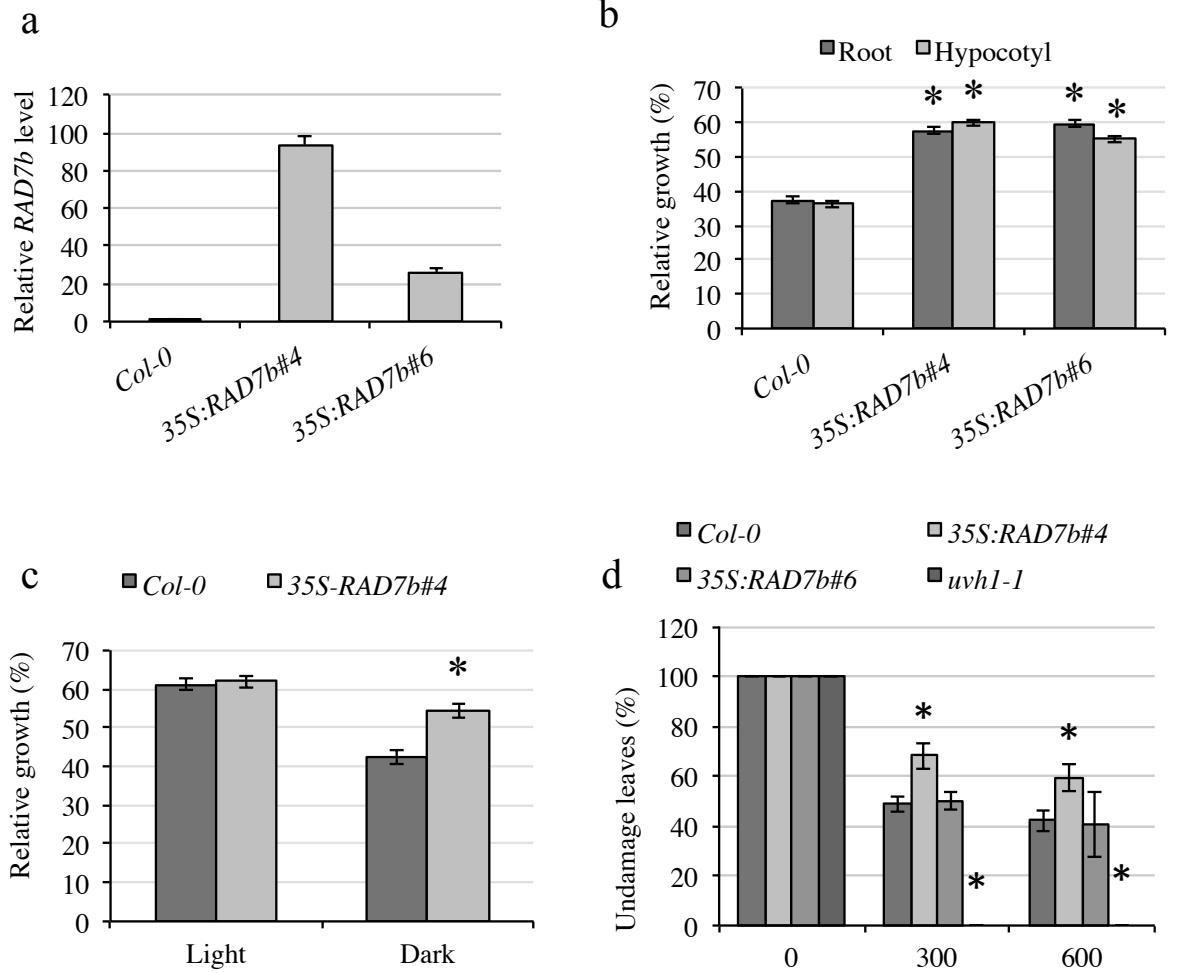 a
Relative RAD7b level
120
100
80
60
40
20
0
Col-0
35S:RAD7b#4
35S:RAD7b#6
b
Root Hypocotyl
Relative growth (%)
70
60
50
40
30
20
10
0
* * * *
Col-0
35S:RAD7b#4
35S:RAD7b#6
c
Col-0 35S-RAD7b#4
Relative growth (%)
70
60
50
40
30
20
10
0
*
Light Dark
d
Col-0 35S:RAD7b#4
35S:RAD7b#6 uvh1-1
Undamage leaves (%)
120
100
80
60
40
20
0
* * * *
0 300 600